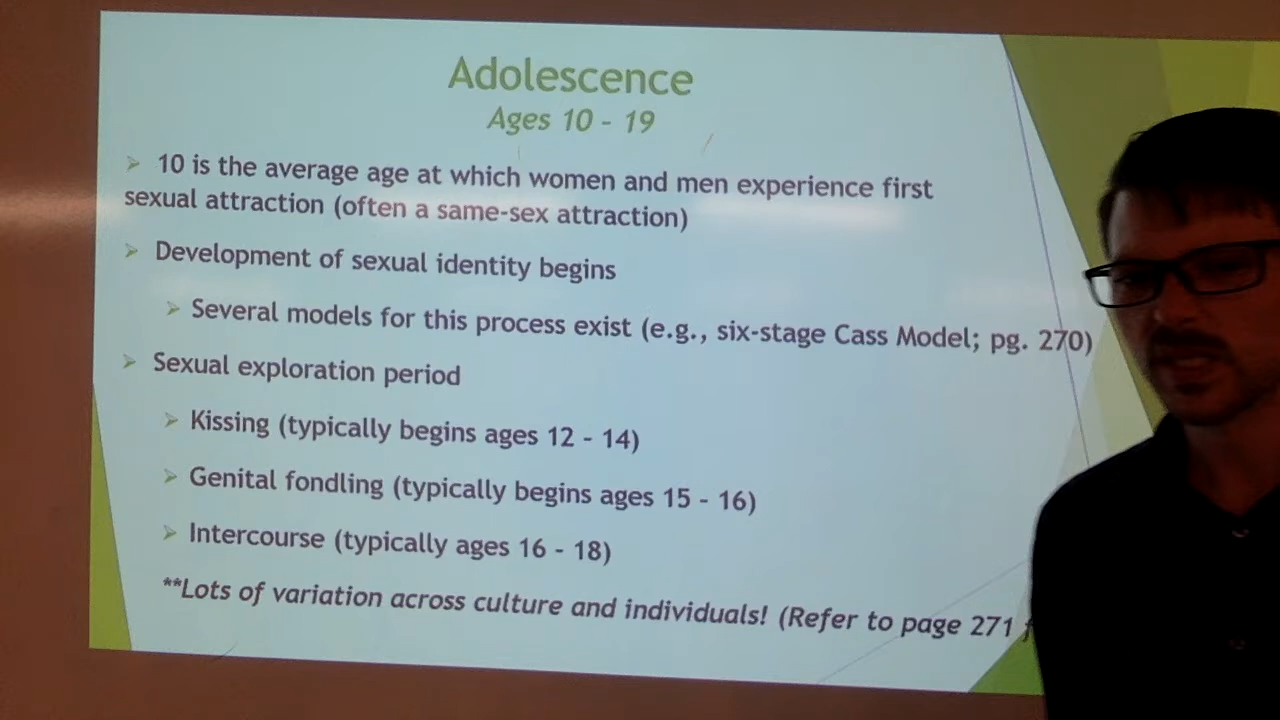 Adolescence
Ages 10 - 19
10 is the average age at which women and men experience first
sexual attraction (often a same-sex attraction)
Development of sexual identity begins
Several models for this process exist (e.g., six-stage Cass Model; pg. 270)
Sexual exploration period
Kissing (typically begins ages 12 - 14)
Genital fondling (typically begins ages 15 - 16)
Intercourse (typically ages 16 - 18)
**Lots of variation across culture and individuals! (Refer to page 271